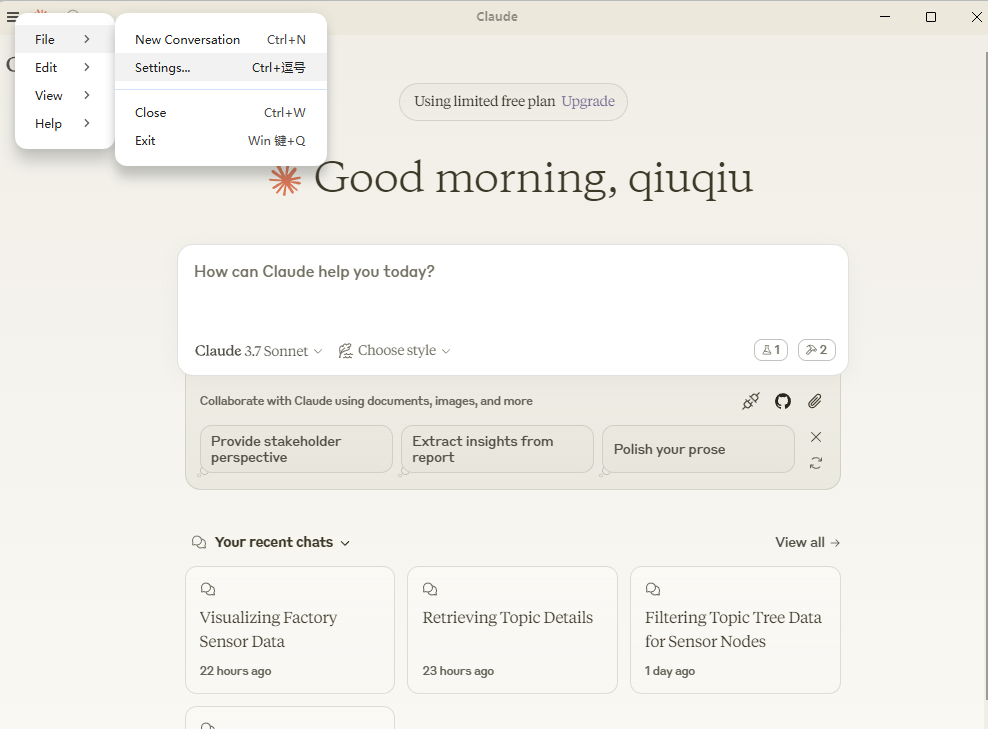 Claude
File
Edit
View
Help
New Conversation Ctrl+N
Settings... Ctrl+逗号
Close Ctrl+W
Exit Win 键+Q
Using limited free plan Upgrade
Good morning, qiuqiu
How can Claude help you today?
Claude 3.7 Sonnet
Choose style
1
2
Collaborate with Claude using documents, images, and more
Provide stakeholder
perspective
Extract insights from
report
Polish your prose
Your recent chats
View all →
Visualizing Factory
Sensor Data
22 hours ago
Retrieving Topic Details
23 hours ago
Filtering Topic Tree Data
for Sensor Nodes
1 day ago